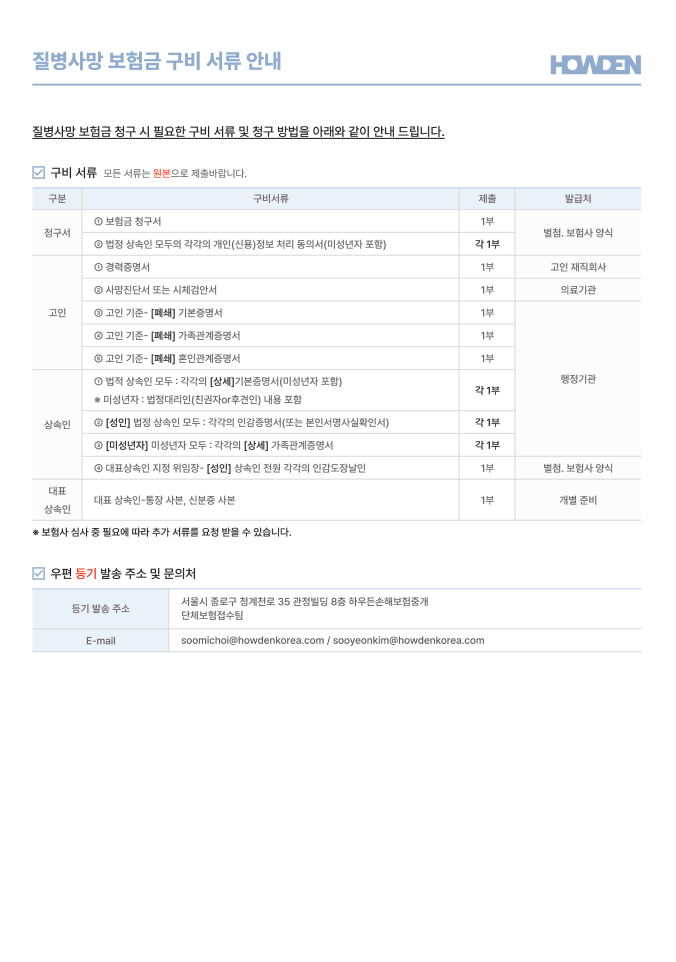 질병사망 보험금 구비 서류 안내
HOWDEN
질병사망 보험금 청구 시 필요한 구비 서류 및 청구 방법을 아래와 같이 안내 드립니다.
구비 서류 모든 서류는 원본으로 제출바랍니다.
구분 구비서류 제출 발급처
청구서
① 보험금 청구서 1부
② 법정 상속인 모두의 각각의 개인(신용)정보 처리 동의서(미성년자 포함) 각 1부
별첨. 보험사 양식
고인
① 경력증명서 1부 고인 재직회사
② 사망진단서 또는 시체검안서 1부 의료기관
③ 고인 기준- [폐쇄] 기본증명서 1부
④ 고인 기준- [폐쇄] 가족관계증명서 1부
⑤ 고인 기준- [폐쇄] 혼인관계증명서 1부
행정기관
상속인
① 법적 상속인 모두 : 각각의 [상세]기본증명서(미성년자 포함)
※ 미성년자 : 법정대리인(친권자or후견인) 내용 포함
각 1부
② [성인] 법정 상속인 모두 : 각각의 인감증명서(또는 본인서명사실확인서) 각 1부
③ [미성년자] 미성년자 모두 : 각각의 [상세] 가족관계증명서 각 1부
④ 대표상속인 지정 위임장- [성인] 상속인 전원 각각의 인감도장날인 1부 별첨. 보험사 양식
대표
상속인
대표 상속인-통장 사본, 신분증 사본 1부 개별 준비
※ 보험사 심사 중 필요에 따라 추가 서류를 요청 받을 수 있습니다.
우편 등기 발송 주소 및 문의처
등기 발송 주소
서울시 종로구 청계천로 35 관정빌딩 8층 하우든손해보험중개
단체보험접수팀
E-mail soomichoi@howdenkorea.com / sooyeonkim@howdenkorea.com